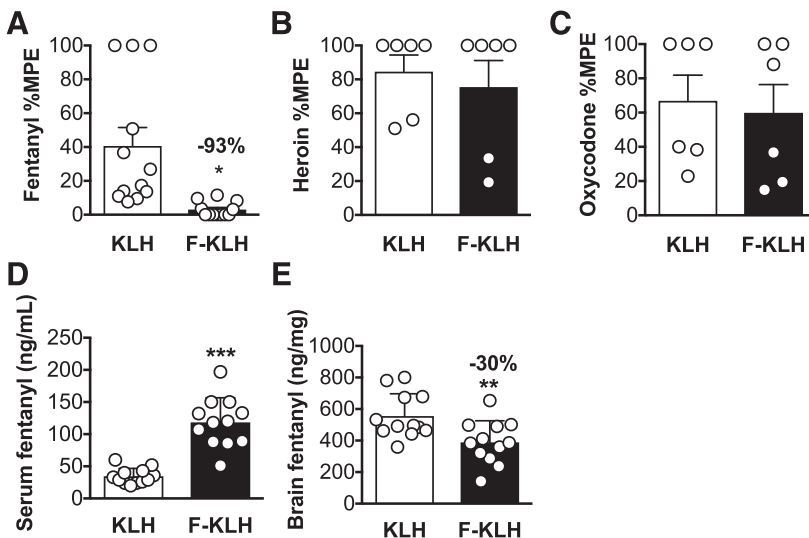 A
Fentanyl %MPE
100
80
60
40
20
0
-93%
*
KLH
F-KLH
B
Heroin %MPE
100
80
60
40
20
0
KLH
F-KLH
C
Oxycodone %MPE
100
80
60
40
20
0
KLH
F-KLH
D
Serum fentanyl (ng/mL)
250
200
150
100
50
0
***
KLH
F-KLH
E
Brain fentanyl (ng/mg)
1000
800
600
400
200
0
-30%
**
KLH
F-KLH